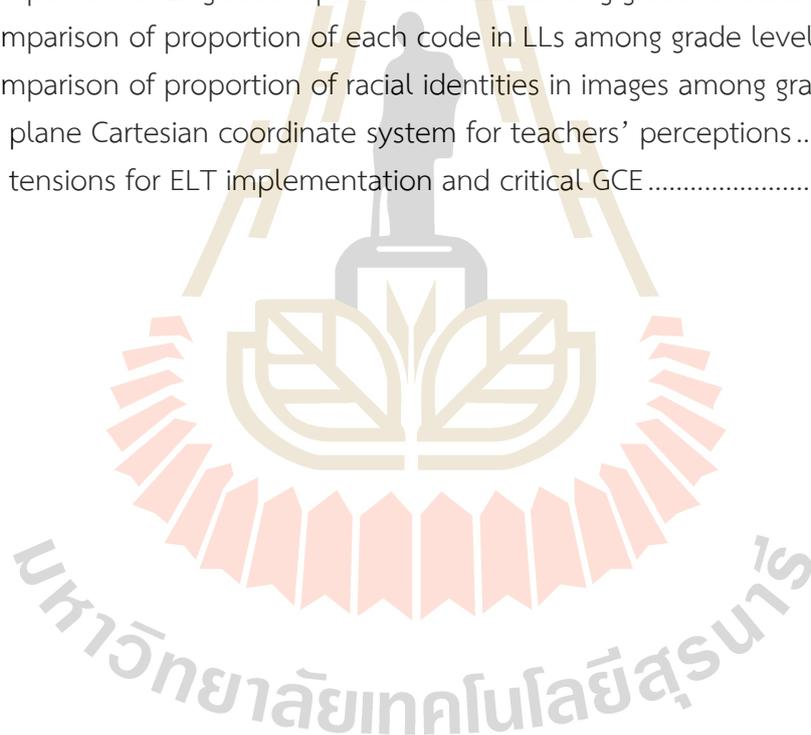 mparison of proportion of each code in LLs among grade level
mparison of proportion of racial identities in images among gra
plane Cartesian coordinate system for teachers’ perceptions ..
tensions for ELT implementation and critical GCE ......................
มหาวิทยาลัยเทคโนโลยีสุรนารี